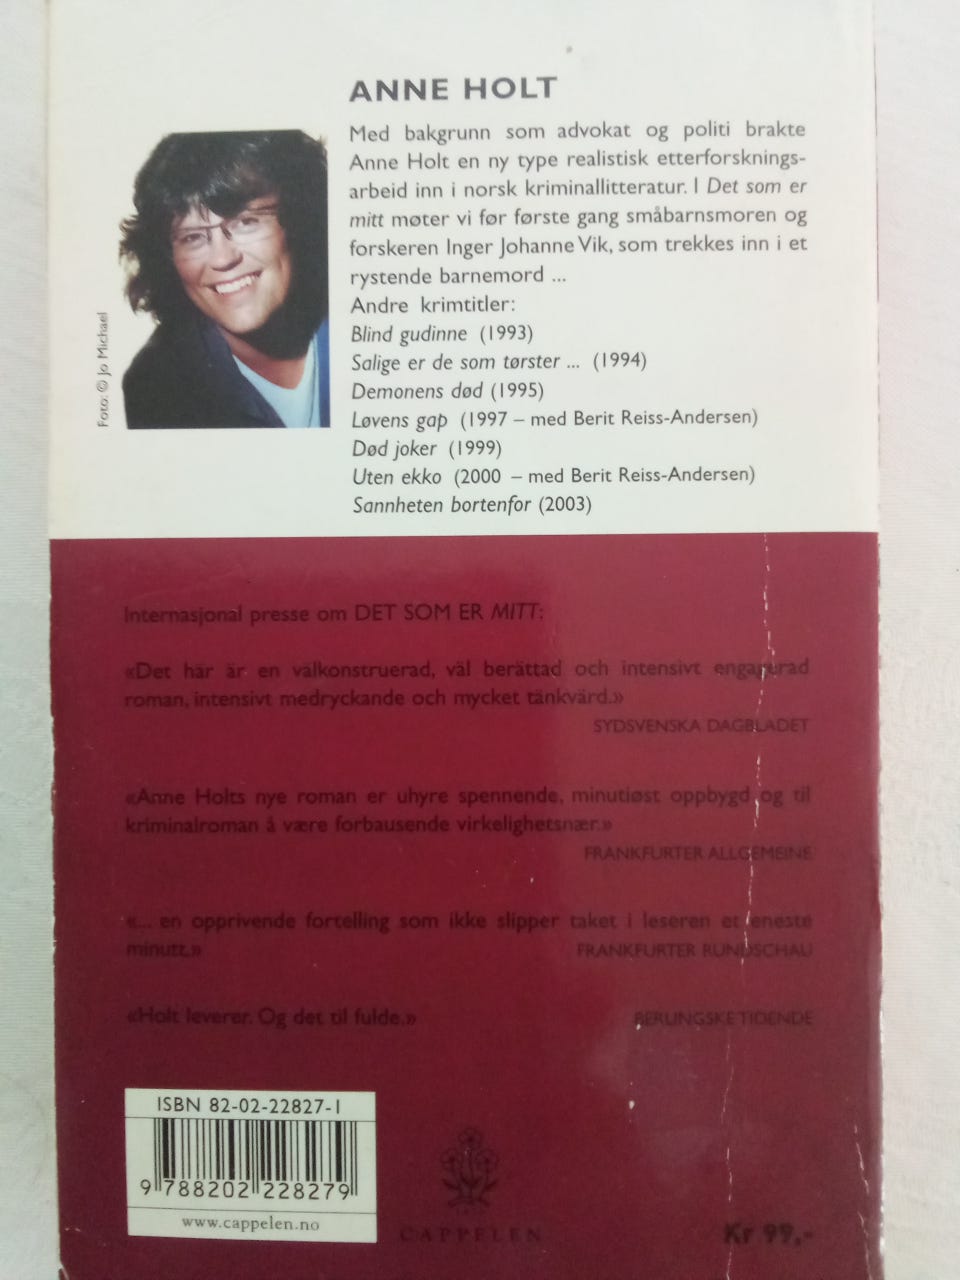 ANNE HOLT
Med bakgrunn som advokat og politi brakte
Anne Holt en ny type realistisk etterforsknings-
arbeid inn i norsk kriminallitteratur. I Det som er
mitt møter vi før første gang småbarnsmoren og
forskeren Inger Johanne Vik, som trekkes inn i et
rystende barnemord ...
Andre krimtitler:
Blind gudinne (1993)
Salige er de som tørster ... (1994)
Demonens død (1995)
Løvens gap (1997 – med Berit Reiss-Andersen)
Død joker (1999)
Uten ekko (2000 – med Berit Reiss-Andersen)
Sannheten bortenfor (2003)
Foto: © Jo Michael
Internasjonal presse om DET SOM ER MITT:
«Det här är en välkonstruerad, väl berättad och intensivt engagerad
roman, intensivt medryckande och mycket tänkvärd.»
SYDSVENSKA DAGBLADET
«Anne Holts nye roman er uhyre spennende, minutiøst oppbygd og til
kriminalroman å være forbausende virkelighetsnær.»
FRANKFURTER ALLGEMEINE
«... en opprivende fortelling som ikke slipper taket i leseren et eneste
minutt.» FRANKFURTER RUNDSCHAU
«Holt leverer. Og det til fulde.» BERLINGSKE TIDENDE
ISBN 82-02-22827-1
9 788202 228279
www.cappelen.no
CAPPELEN
Kr 99,-